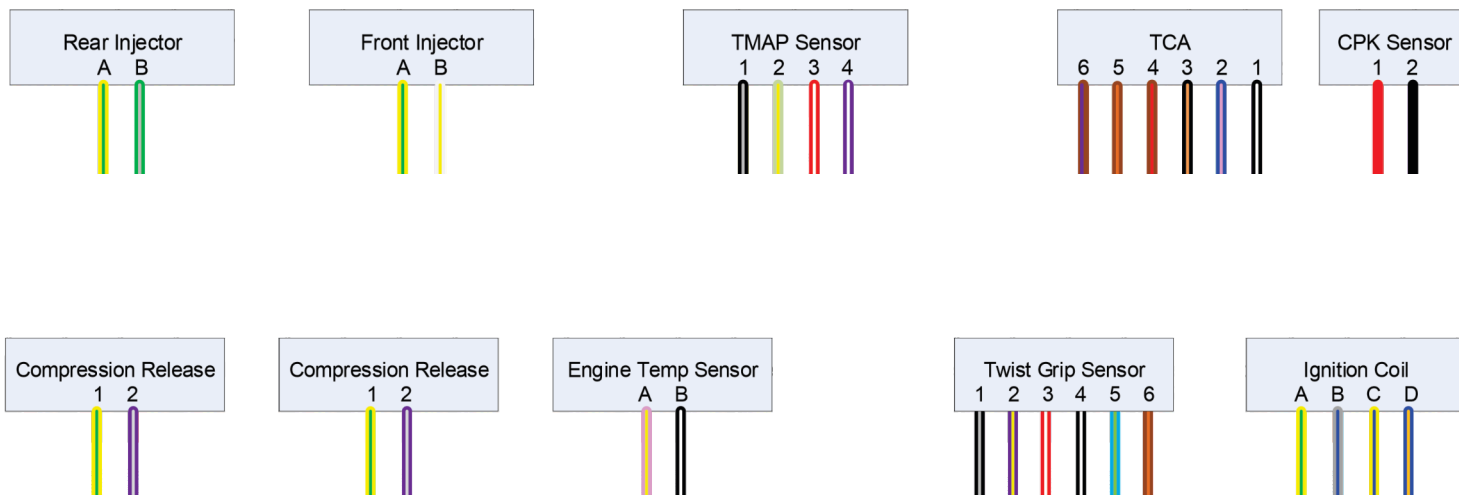 Rear Injector
A B
Front Injector
A B
TMAP Sensor
1 2 3 4
TCA
6 5 4 3 2 1
CPK Sensor
1 2
Compression Release
1 2
Compression Release
1 2
Engine Temp Sensor
A B
Twist Grip Sensor
1 2 3 4 5 6
Ignition Coil
A B C D